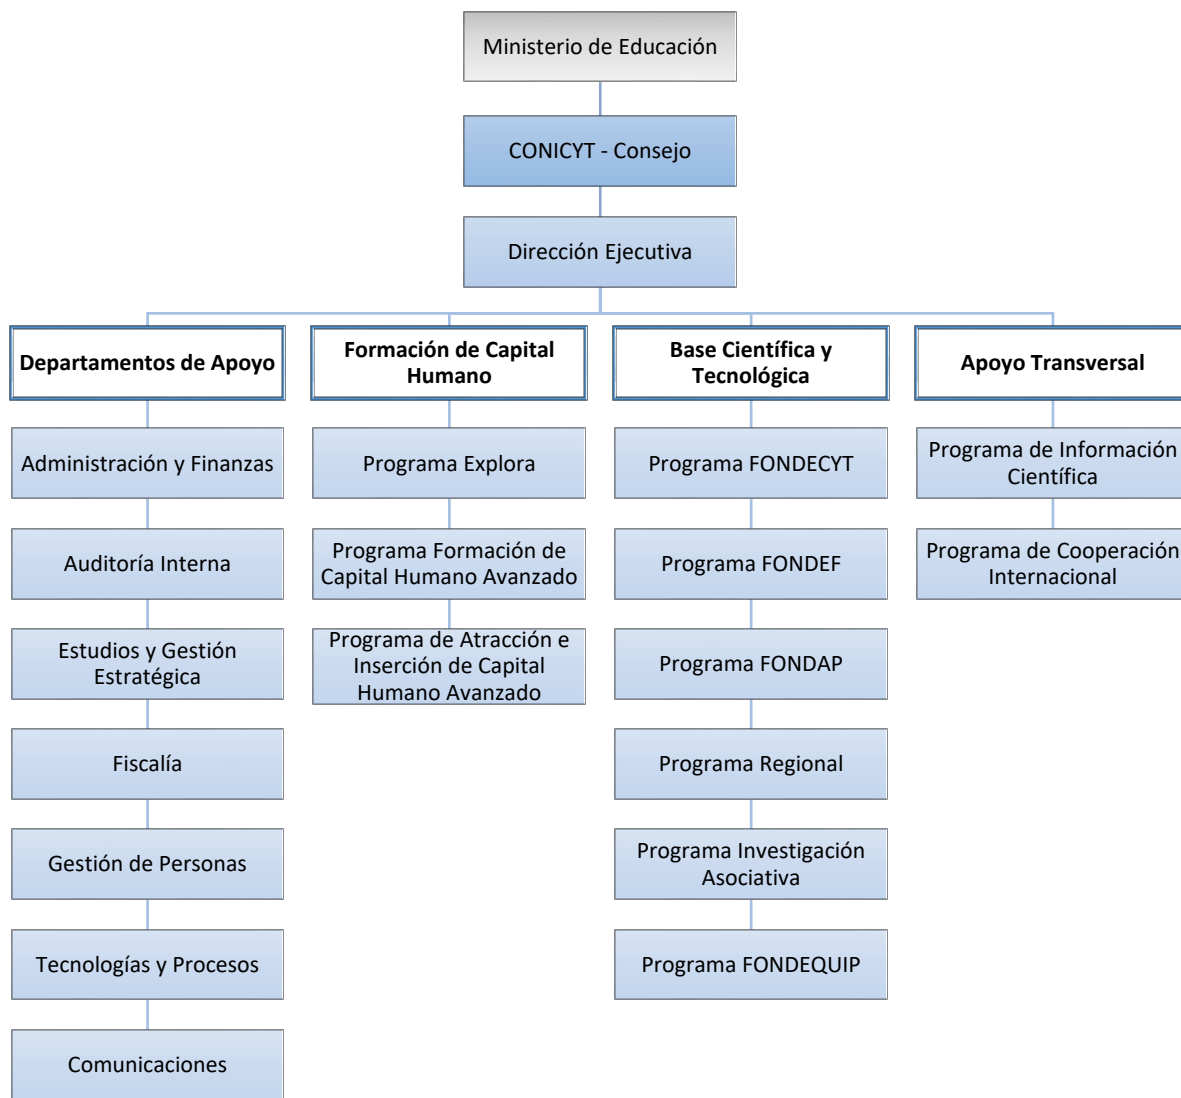 Ministerio de Educación
CONICYT - Consejo
Dirección Ejecutiva
Departamentos de Apoyo
Administración y Finanzas
Auditoría Interna
Estudios y Gestión
Estratégica
Fiscalía
Gestión de Personas
Tecnologías y Procesos
Comunicaciones
Formación de Capital
Humano
Programa Explora
Programa Formación de
Capital Humano Avanzado
Programa de Atracción e
Inserción de Capital
Humano Avanzado
Base Científica y
Tecnológica
Programa FONDECYT
Programa FONDEF
Programa FONDAP
Programa Regional
Programa Investigación
Asociativa
Programa FONDEQUIP
Apoyo Transversal
Programa de Información
Científica
Programa de Cooperación
Internacional